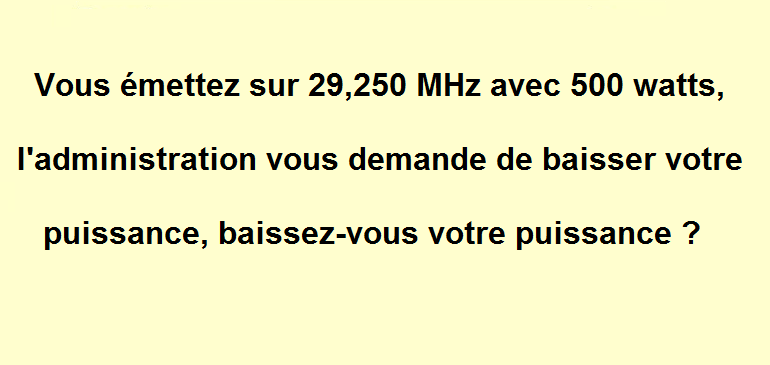 Vous émettez sur 29,250 MHz avec 500 watts,
l'administration vous demande de baisser votre
puissance, baissez-vous votre puissance ?